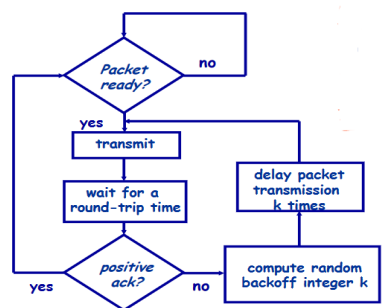 Packet
ready?
no
yes
transmit
wait for a
round-trip time
delay packet
transmission
k times
positive
ack?
yes
no
compute random
backoff integer k